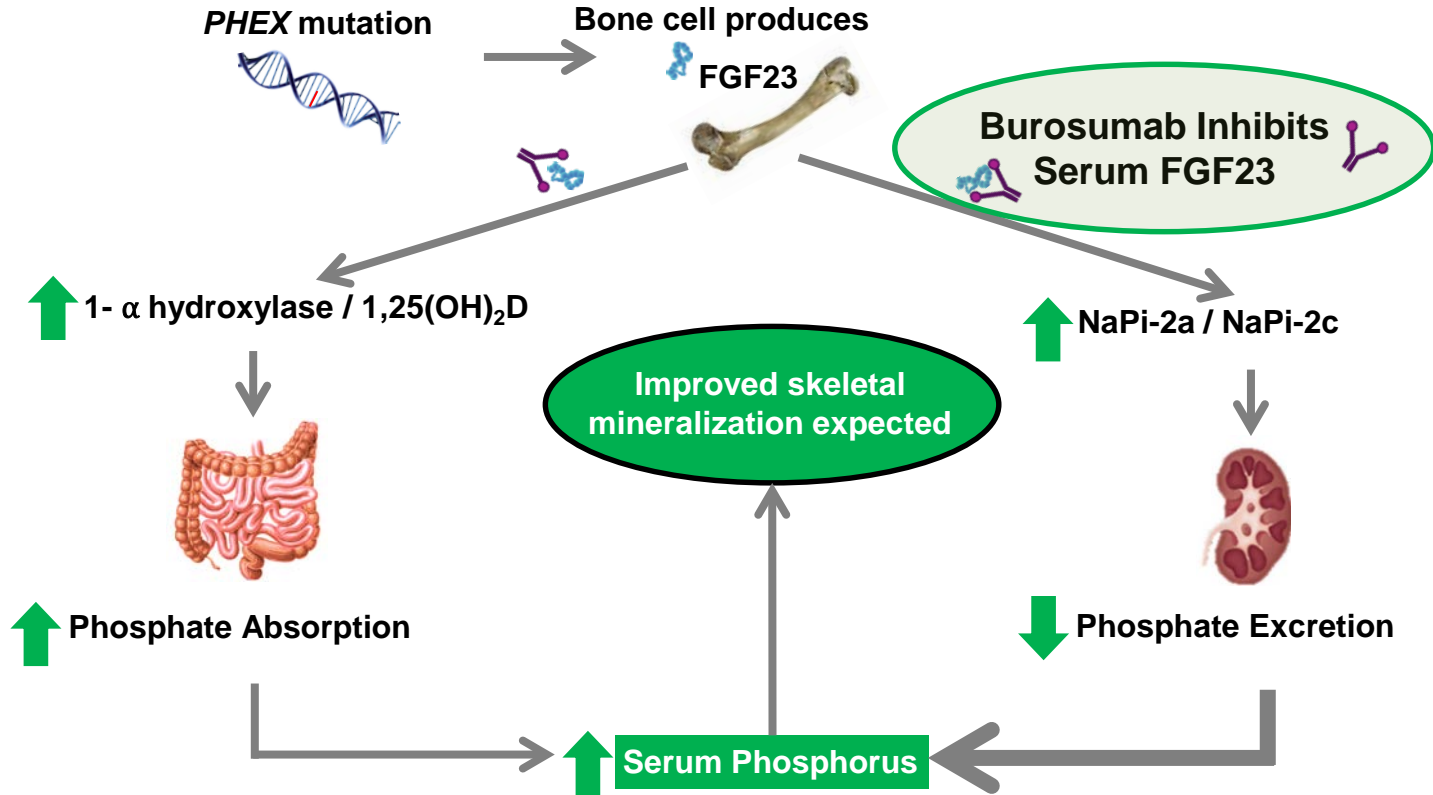 PHEX mutation
Bone cell produces
FGF23
Burosumab Inhibits
Serum FGF23
1- α hydroxylase / 1,25(OH)₂D
NaPi-2a / NaPi-2c
Improved skeletal
mineralization expected
Phosphate Absorption
Phosphate Excretion
Serum Phosphorus